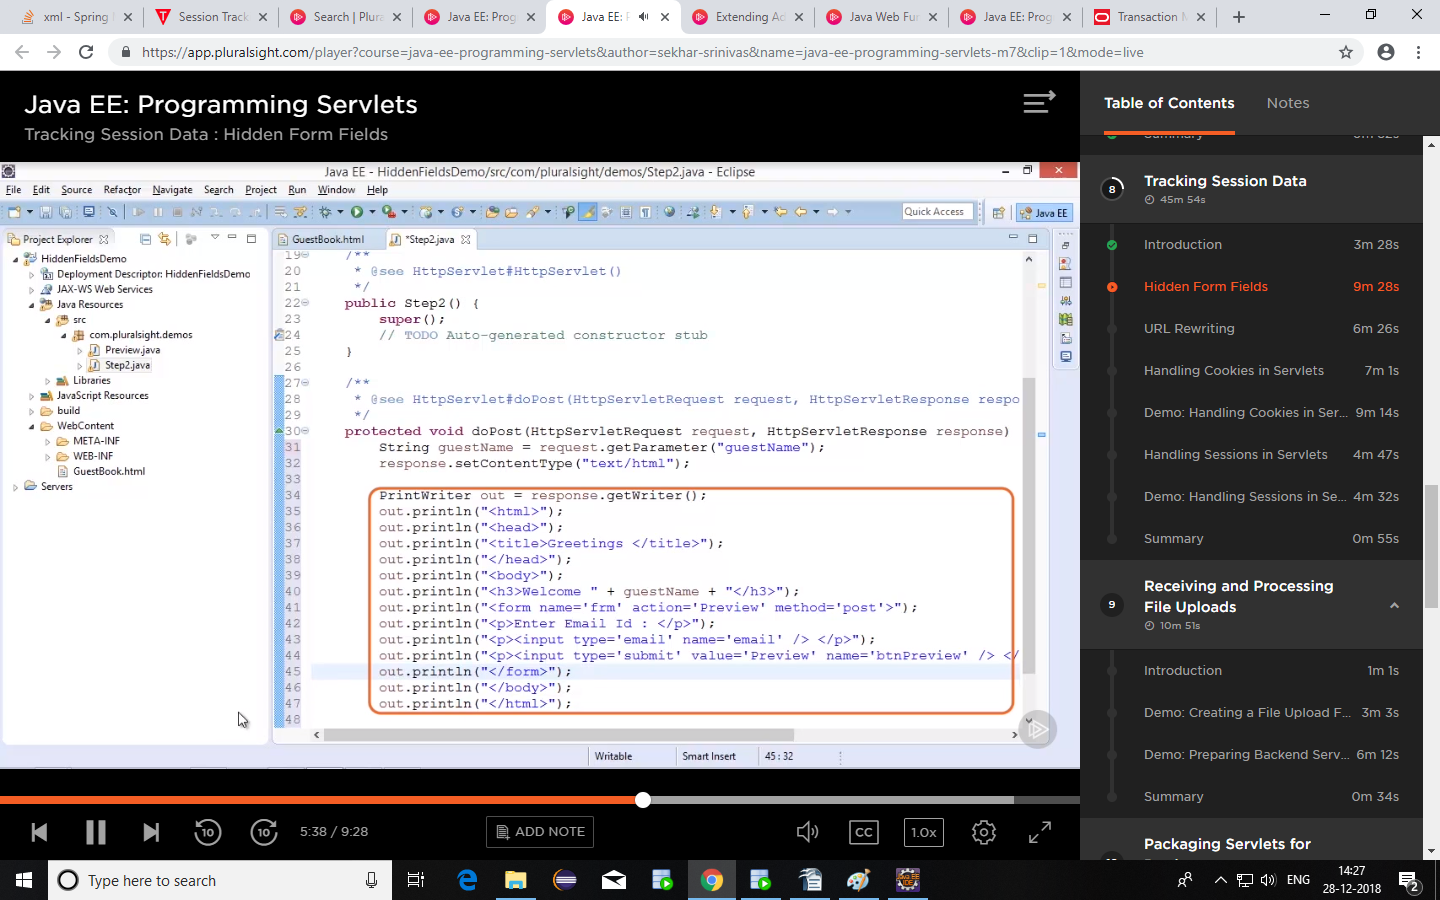 xml - Spring
Session Track
Search | Plura
Java EE: Prog
Java EE: P
Extending Ad
Java Web Fun
Java EE: Prog
Transaction M
https://app.pluralsight.com/player?course=java-ee-programming-servlets&author=sekhar-srinivas&name=java-ee-programming-servlets-m7&clip=1&mode=live
Java EE: Programming Servlets
Tracking Session Data : Hidden Form Fields
Java EE - HiddenFieldsDemo/src/com/pluralsight/demos/Step2.java - Eclipse
File Edit Source Refactor Navigate Search Project Run Window Help
Quick Access
Java EE
Project Explorer
HiddenFieldsDemo
Deployment Descriptor: HiddenFieldsDemo
JAX-WS Web Services
Java Resources
src
com.pluralsight.demos
Preview.java
Step2.java
Libraries
JavaScript Resources
build
WebContent
META-INF
WEB-INF
GuestBook.html
Servers
GuestBook.html
*Step2.java
19 /**
20 * @see HttpServlet#HttpServlet()
21 */
22 public Step2() {
23 super();
24 // TODO Auto-generated constructor stub
25 }
26
27 /**
28 * @see HttpServlet#doPost(HttpServletRequest request, HttpServletResponse respo
29 */
30 protected void doPost(HttpServletRequest request, HttpServletResponse response)
31 String guestName = request.getParameter("guestName");
32 response.setContentType("text/html");
33
34 PrintWriter out = response.getWriter();
35 out.println("<html>");
36 out.println("<head>");
37 out.println("<title>Greetings </title>");
38 out.println("</head>");
39 out.println("<body>");
40 out.println("<h3>Welcome " + guestName + "</h3>");
41 out.println("<form name='frm' action='Preview' method='post'>");
42 out.println("<p>Enter Email Id : </p>");
43 out.println("<p><input type='email' name='email' /> </p>");
44 out.println("<p><input type='submit' value='Preview' name='btnPreview' /> </
45 out.println("</form>");
46 out.println("</body>");
47 out.println("</html>");
48
Writable
Smart Insert
45 : 32
10
10
5:38 / 9:28
ADD NOTE
CC
1.0x
Table of Contents
Notes
8
Tracking Session Data
45m 54s
Introduction 3m 28s
Hidden Form Fields 9m 28s
URL Rewriting 6m 26s
Handling Cookies in Servlets 7m 1s
Demo: Handling Cookies in Ser... 9m 14s
Handling Sessions in Servlets 4m 47s
Demo: Handling Sessions in Se... 4m 32s
Summary 0m 55s
9
Receiving and Processing
File Uploads
10m 51s
Introduction 1m 1s
Demo: Creating a File Upload F... 3m 3s
Demo: Preparing Backend Serv... 6m 12s
Summary 0m 34s
Packaging Servlets for
Type here to search
ENG
14:27
28-12-2018
2